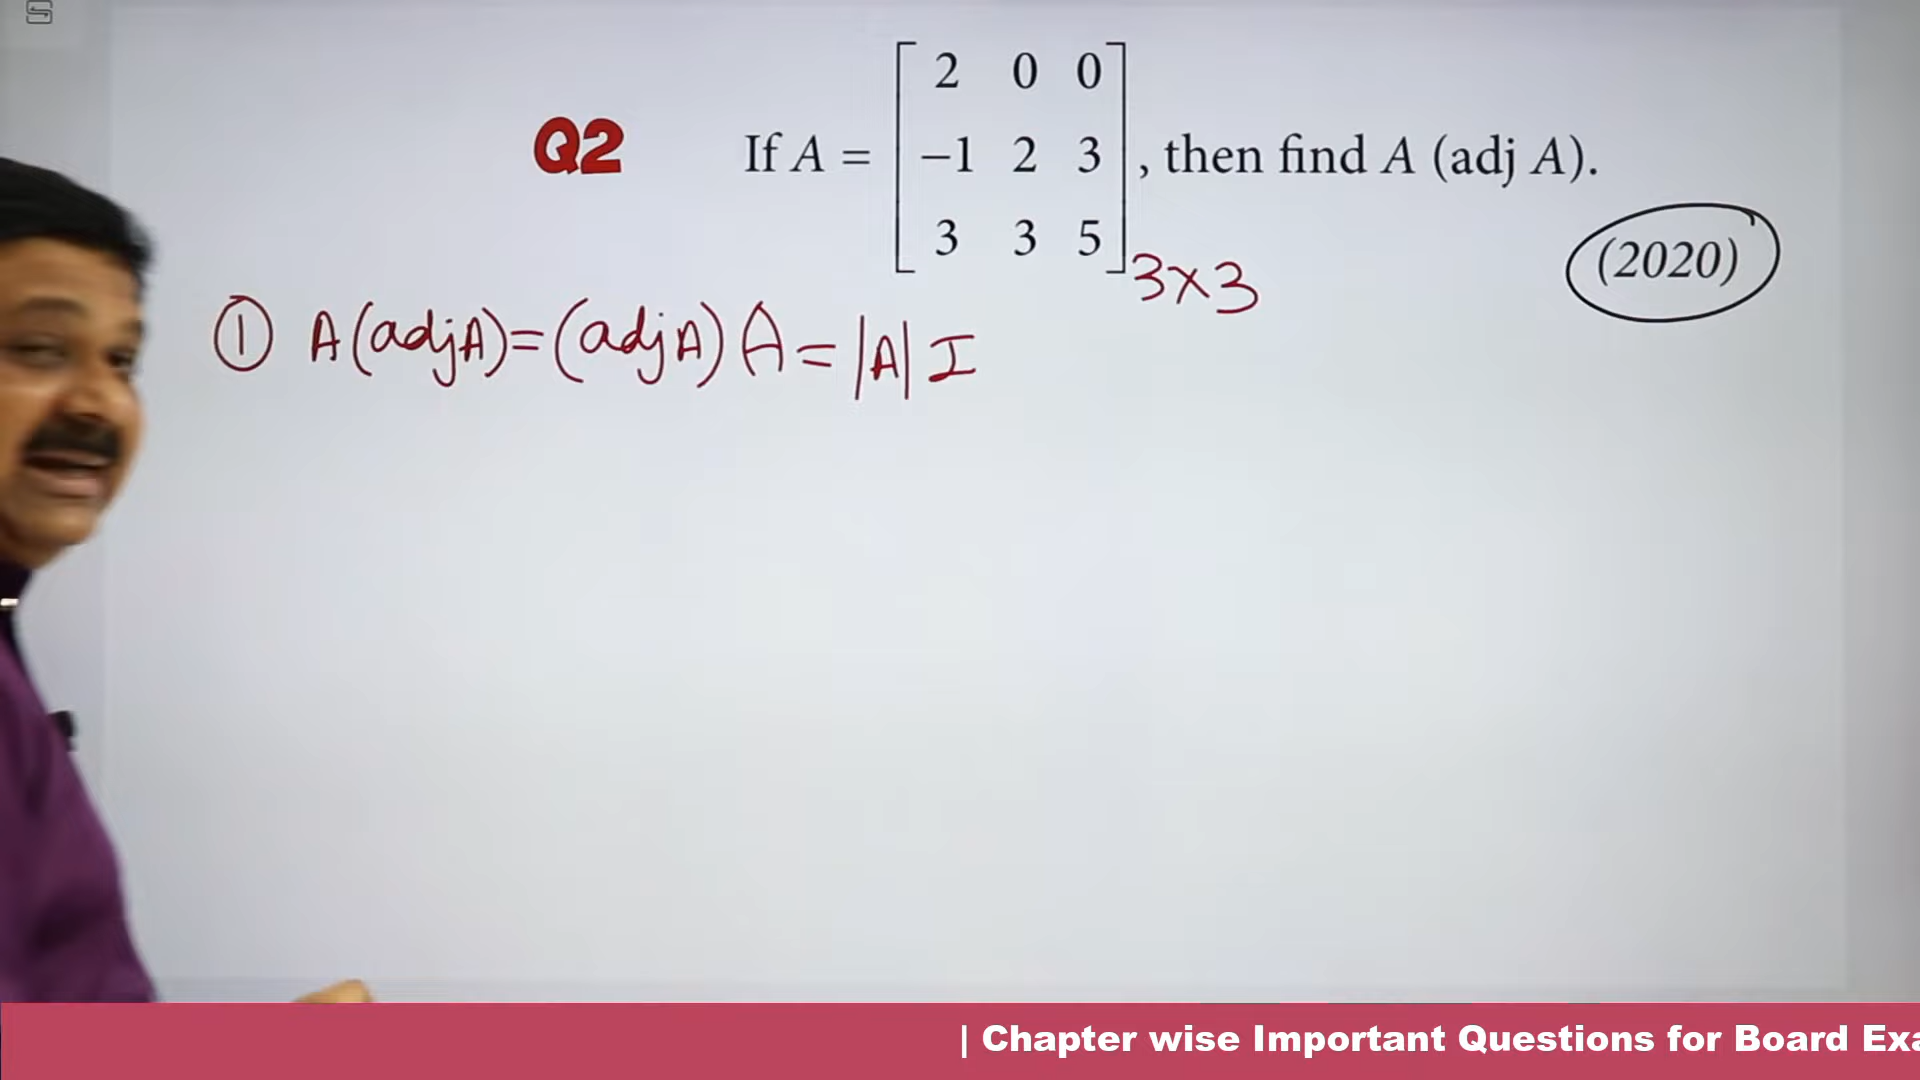 2 0 0
Q2 If A = −1 2 3 , then find A (adj A).
3 3 5
3×3
(2020)
① A(adjA)=(adjA)A=|A| I
| Chapter wise Important Questions for Board Exa